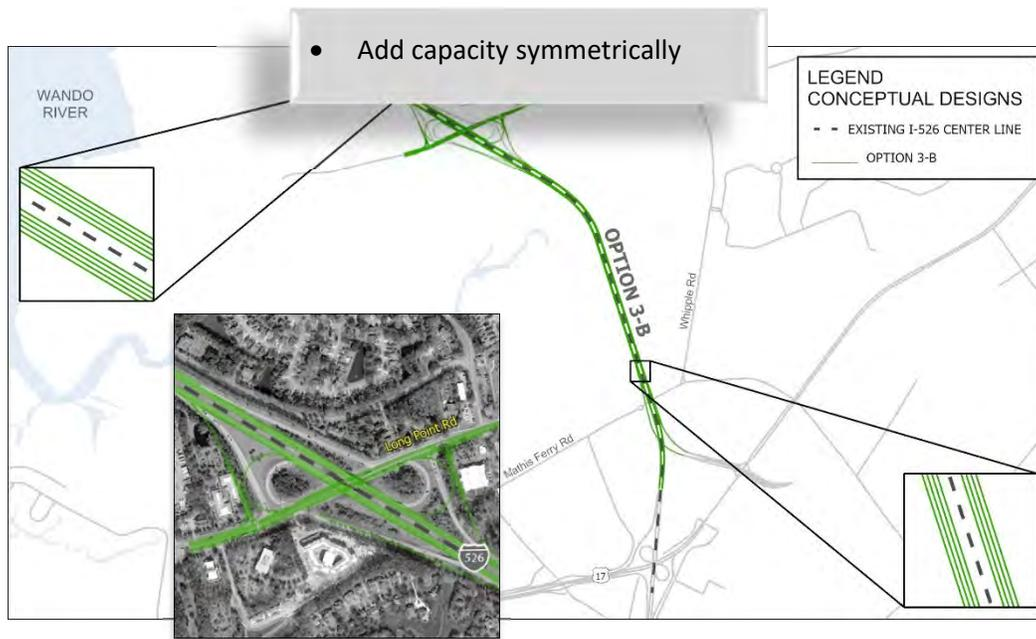 • Add capacity symmetrically
WANDO
RIVER
LEGEND
CONCEPTUAL DESIGNS
EXISTING I-526 CENTER LINE
OPTION 3-B
OPTION 3-B
Whipple Rd
Long Point Rd
Mathis Ferry Rd
526
17